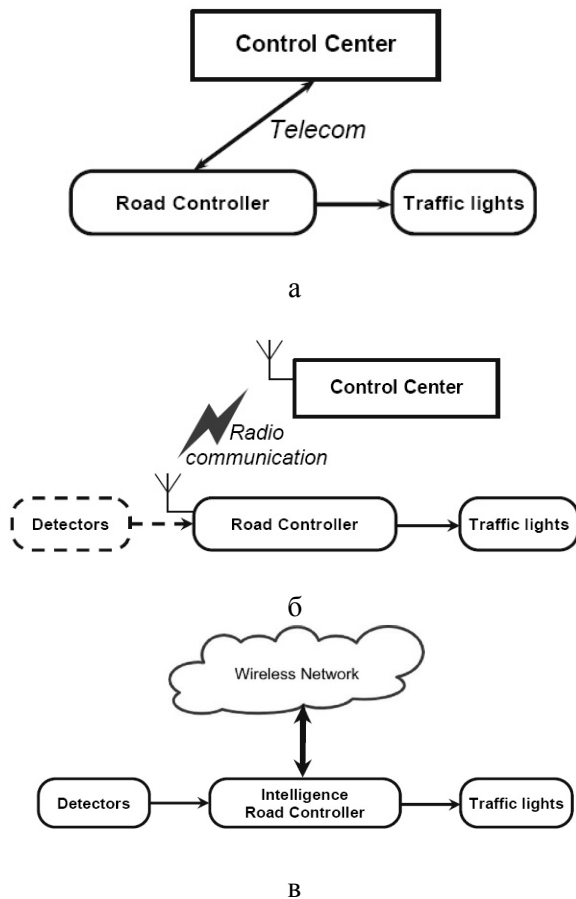 Control Center
Telecom
Road Controller
Traffic lights
а
Control Center
Radio
communication
Detectors
Road Controller
Traffic lights
б
Wireless Network
Detectors
Intelligence
Road Controller
Traffic lights
в